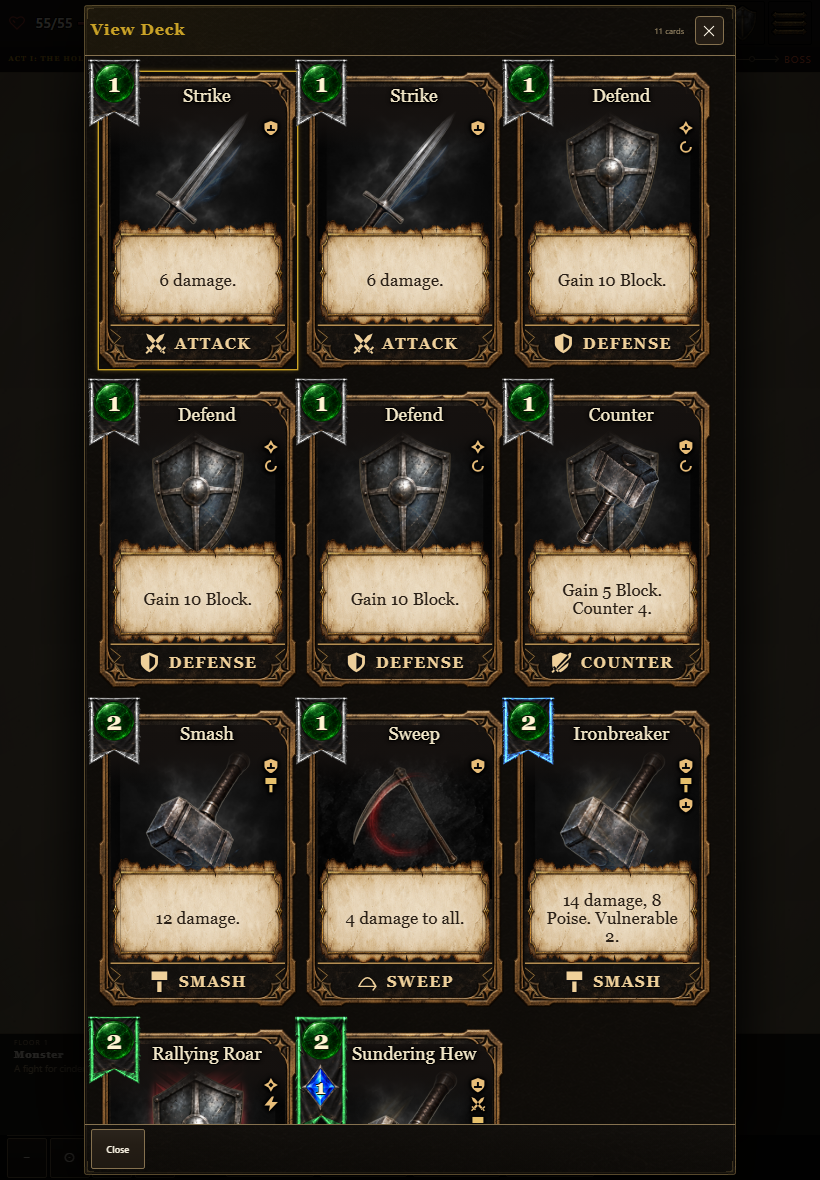 View Deck
11 cards
55/55
ACT I: THE HOL
BOSS
1
Strike
6 damage.
ATTACK
1
Strike
6 damage.
ATTACK
1
Defend
Gain 10 Block.
DEFENSE
1
Defend
Gain 10 Block.
DEFENSE
1
Defend
Gain 10 Block.
DEFENSE
1
Counter
Gain 5 Block.
Counter 4.
COUNTER
2
Smash
12 damage.
SMASH
1
Sweep
4 damage to all.
SWEEP
2
Ironbreaker
14 damage, 8
Poise. Vulnerable
2.
SMASH
2
Rallying Roar
2
1
Sundering Hew
FLOOR 1
Monster
A fight for
Close